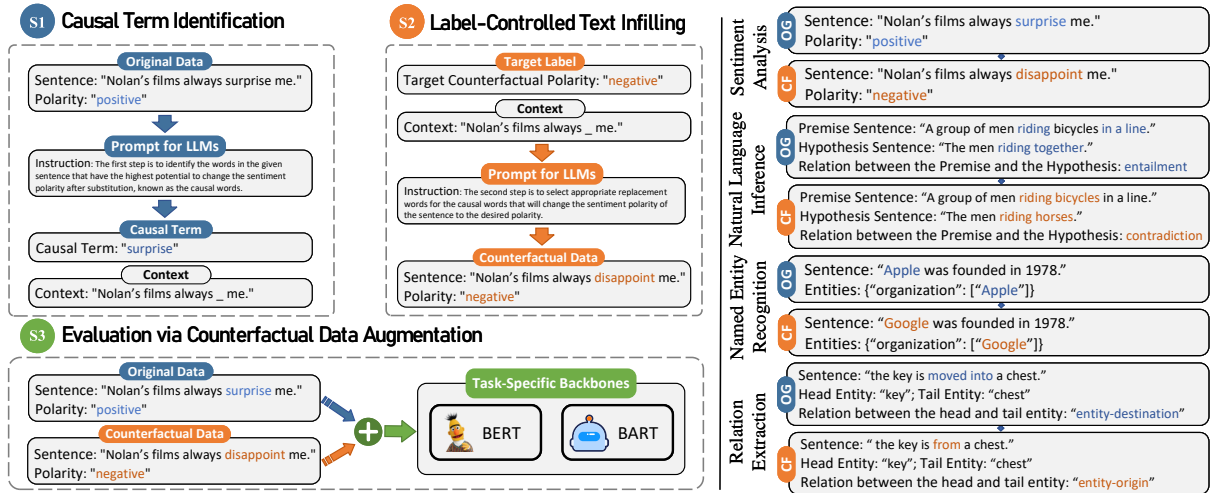 S1 Causal Term Identification
Original Data
Sentence: "Nolan's films always surprise me."
Polarity: "positive"
Prompt for LLMs
Instruction: The first step is to identify the words in the given
sentence that have the highest potential to change the sentiment
polarity after substitution, known as the causal words.
Causal Term
Causal Term: "surprise"
Context
Context: "Nolan's films always _ me."
S2 Label-Controlled Text Infilling
Target Label
Target Counterfactual Polarity: "negative"
Context
Context: "Nolan's films always _ me."
Prompt for LLMs
Instruction: The second step is to select appropriate replacement
words for the causal words that will change the sentiment polarity of
the sentence to the desired polarity.
Counterfactual Data
Sentence: "Nolan's films always disappoint me."
Polarity: "negative"
S3 Evaluation via Counterfactual Data Augmentation
Original Data
Sentence: "Nolan's films always surprise me."
Polarity: "positive"
Counterfactual Data
Sentence: "Nolan's films always disappoint me."
Polarity: "negative"
Task-Specific Backbones
BERT
BART
Sentiment
Analysis
OG
Sentence: "Nolan's films always surprise me."
Polarity: "positive"
CF
Sentence: "Nolan's films always disappoint me."
Polarity: "negative"
Natural Language
Inference
OG
Premise Sentence: “A group of men riding bicycles in a line.”
Hypothesis Sentence: “The men riding together.”
Relation between the Premise and the Hypothesis: entailment
CF
Premise Sentence: “A group of men riding bicycles in a line.”
Hypothesis Sentence: “The men riding horses.”
Relation between the Premise and the Hypothesis: contradiction
Named Entity
Recognition
OG
Sentence: “Apple was founded in 1978.”
Entities: {“organization”: [“Apple”]}
CF
Sentence: “Google was founded in 1978.”
Entities: {“organization”: [“Google”]}
Relation
Extraction
OG
Sentence: “the key is moved into a chest.”
Head Entity: “key”; Tail Entity: “chest”
Relation between the head and tail entity: “entity-destination”
CF
Sentence: “ the key is from a chest.”
Head Entity: “key”; Tail Entity: “chest”
Relation between the head and tail entity: “entity-origin”